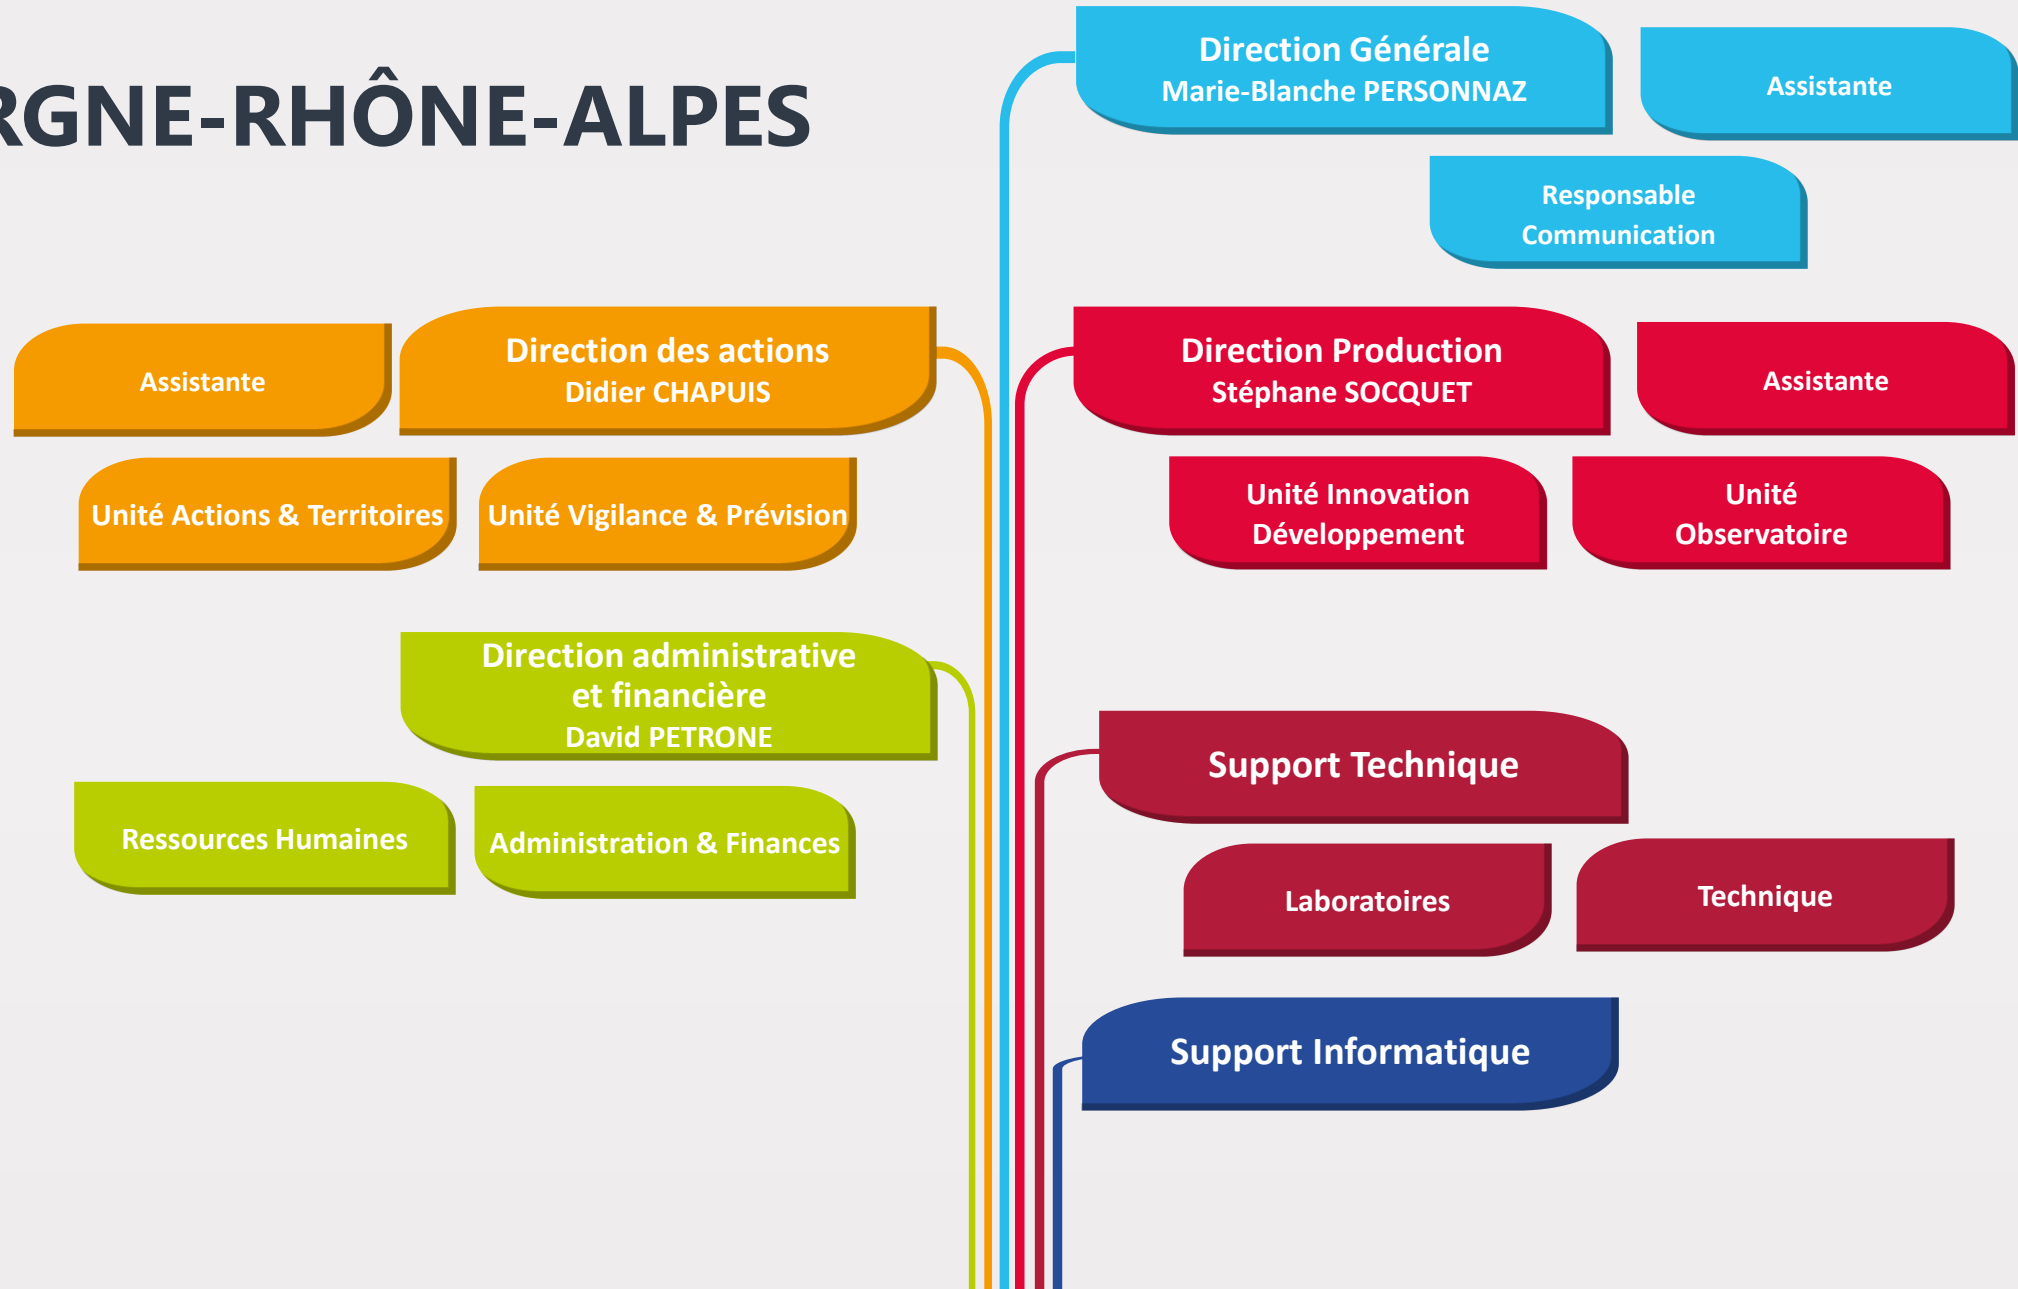 RGNE-RHÔNE-ALPES
Direction Générale
Marie-Blanche PERSONNAZ
Assistante
Responsable
Communication
Assistante
Direction des actions
Didier CHAPUIS
Unité Actions & Territoires
Unité Vigilance & Prévision
Direction Production
Stéphane SOCQUET
Assistante
Unité Innovation
Développement
Unité
Observatoire
Direction administrative
et financière
David PETRONE
Ressources Humaines
Administration & Finances
Support Technique
Laboratoires
Technique
Support Informatique